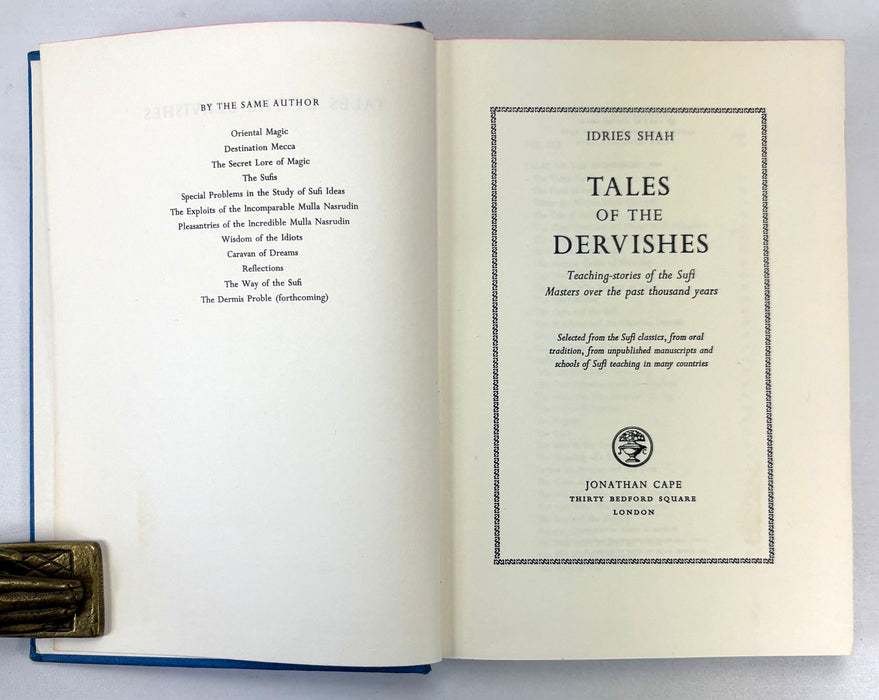 BY THE SAME AUTHOR
Oriental Magic
Destination Mecca
The Secret Lore of Magic
The Sufis
Special Problems in the Study of Sufi Ideas
The Exploits of the Incomparable Mulla Nasrudin
Pleasantries of the Incredible Mulla Nasrudin
Wisdom of the Idiots
Caravan of Dreams
Reflections
The Way of the Sufi
The Dermis Proble (forthcoming)
IDRIES SHAH
TALES
OF THE
DERVISHES
Teaching-stories of the Sufi
Masters over the past thousand years
Selected from the Sufi classics, from oral
tradition, from unpublished manuscripts and
schools of Sufi teaching in many countries
JONATHAN CAPE
THIRTY BEDFORD SQUARE
LONDON